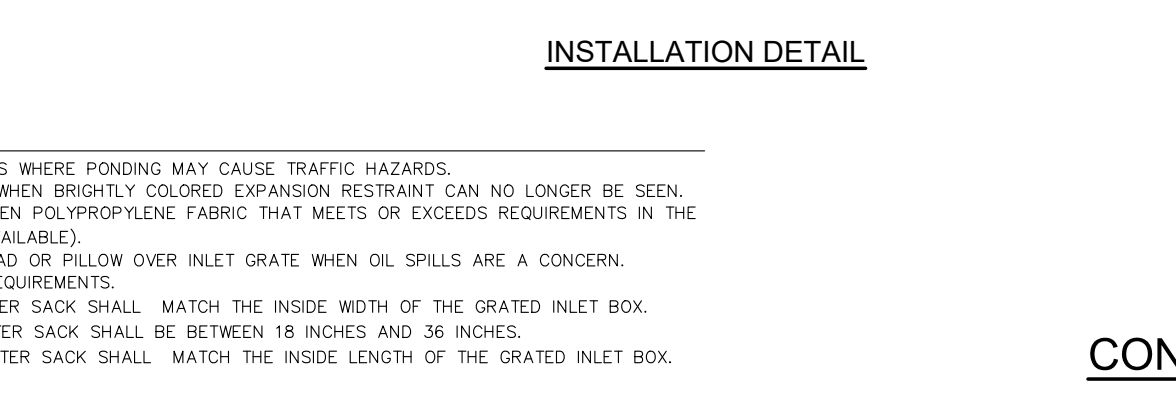 INSTALLATION DETAIL
WHERE PONDING MAY CAUSE TRAFFIC HAZARDS.
WHEN BRIGHTLY COLORED EXPANSION RESTRAINT CAN NO LONGER BE SEEN.
EN POLYPROPYLENE FABRIC THAT MEETS OR EXCEEDS REQUIREMENTS IN THE
AILABLE).
AD OR PILLOW OVER INLET GRATE WHEN OIL SPILLS ARE A CONCERN.
EQUIREMENTS.
ER SACK SHALL MATCH THE INSIDE WIDTH OF THE GRATED INLET BOX.
TER SACK SHALL BE BETWEEN 18 INCHES AND 36 INCHES.
TER SACK SHALL MATCH THE INSIDE LENGTH OF THE GRATED INLET BOX.
CON